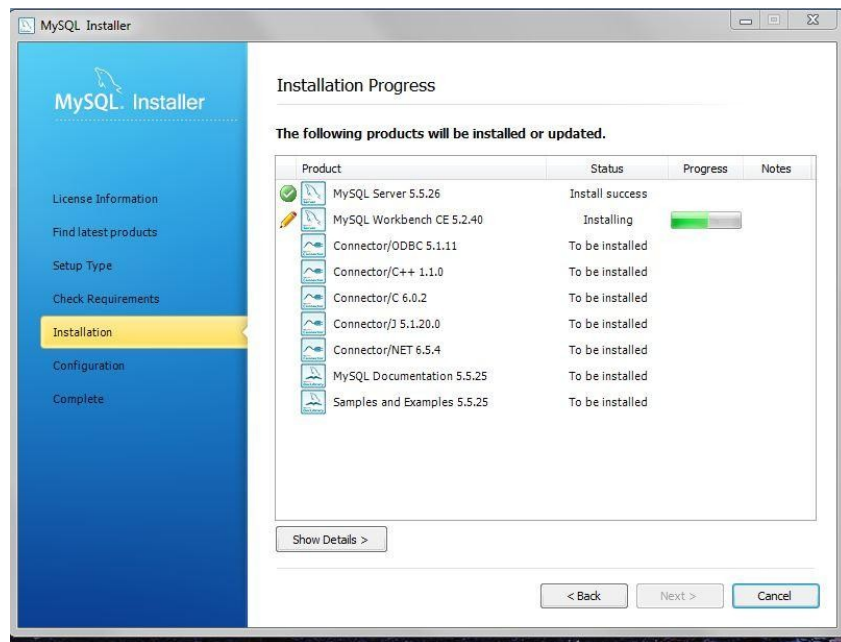 MySQL Installer
MySQL. Installer
License Information
Find latest products
Setup Type
Check Requirements
Installation
Configuration
Complete
Installation Progress
The following products will be installed or updated.
Product Status Progress Notes
MySQL Server 5.5.26 Install success
MySQL Workbench CE 5.2.40 Installing
Connector/ODBC 5.1.11 To be installed
Connector/C++ 1.1.0 To be installed
Connector/C 6.0.2 To be installed
Connector/J 5.1.20.0 To be installed
Connector/NET 6.5.4 To be installed
MySQL Documentation 5.5.25 To be installed
Samples and Examples 5.5.25 To be installed
Show Details >
< Back Next > Cancel